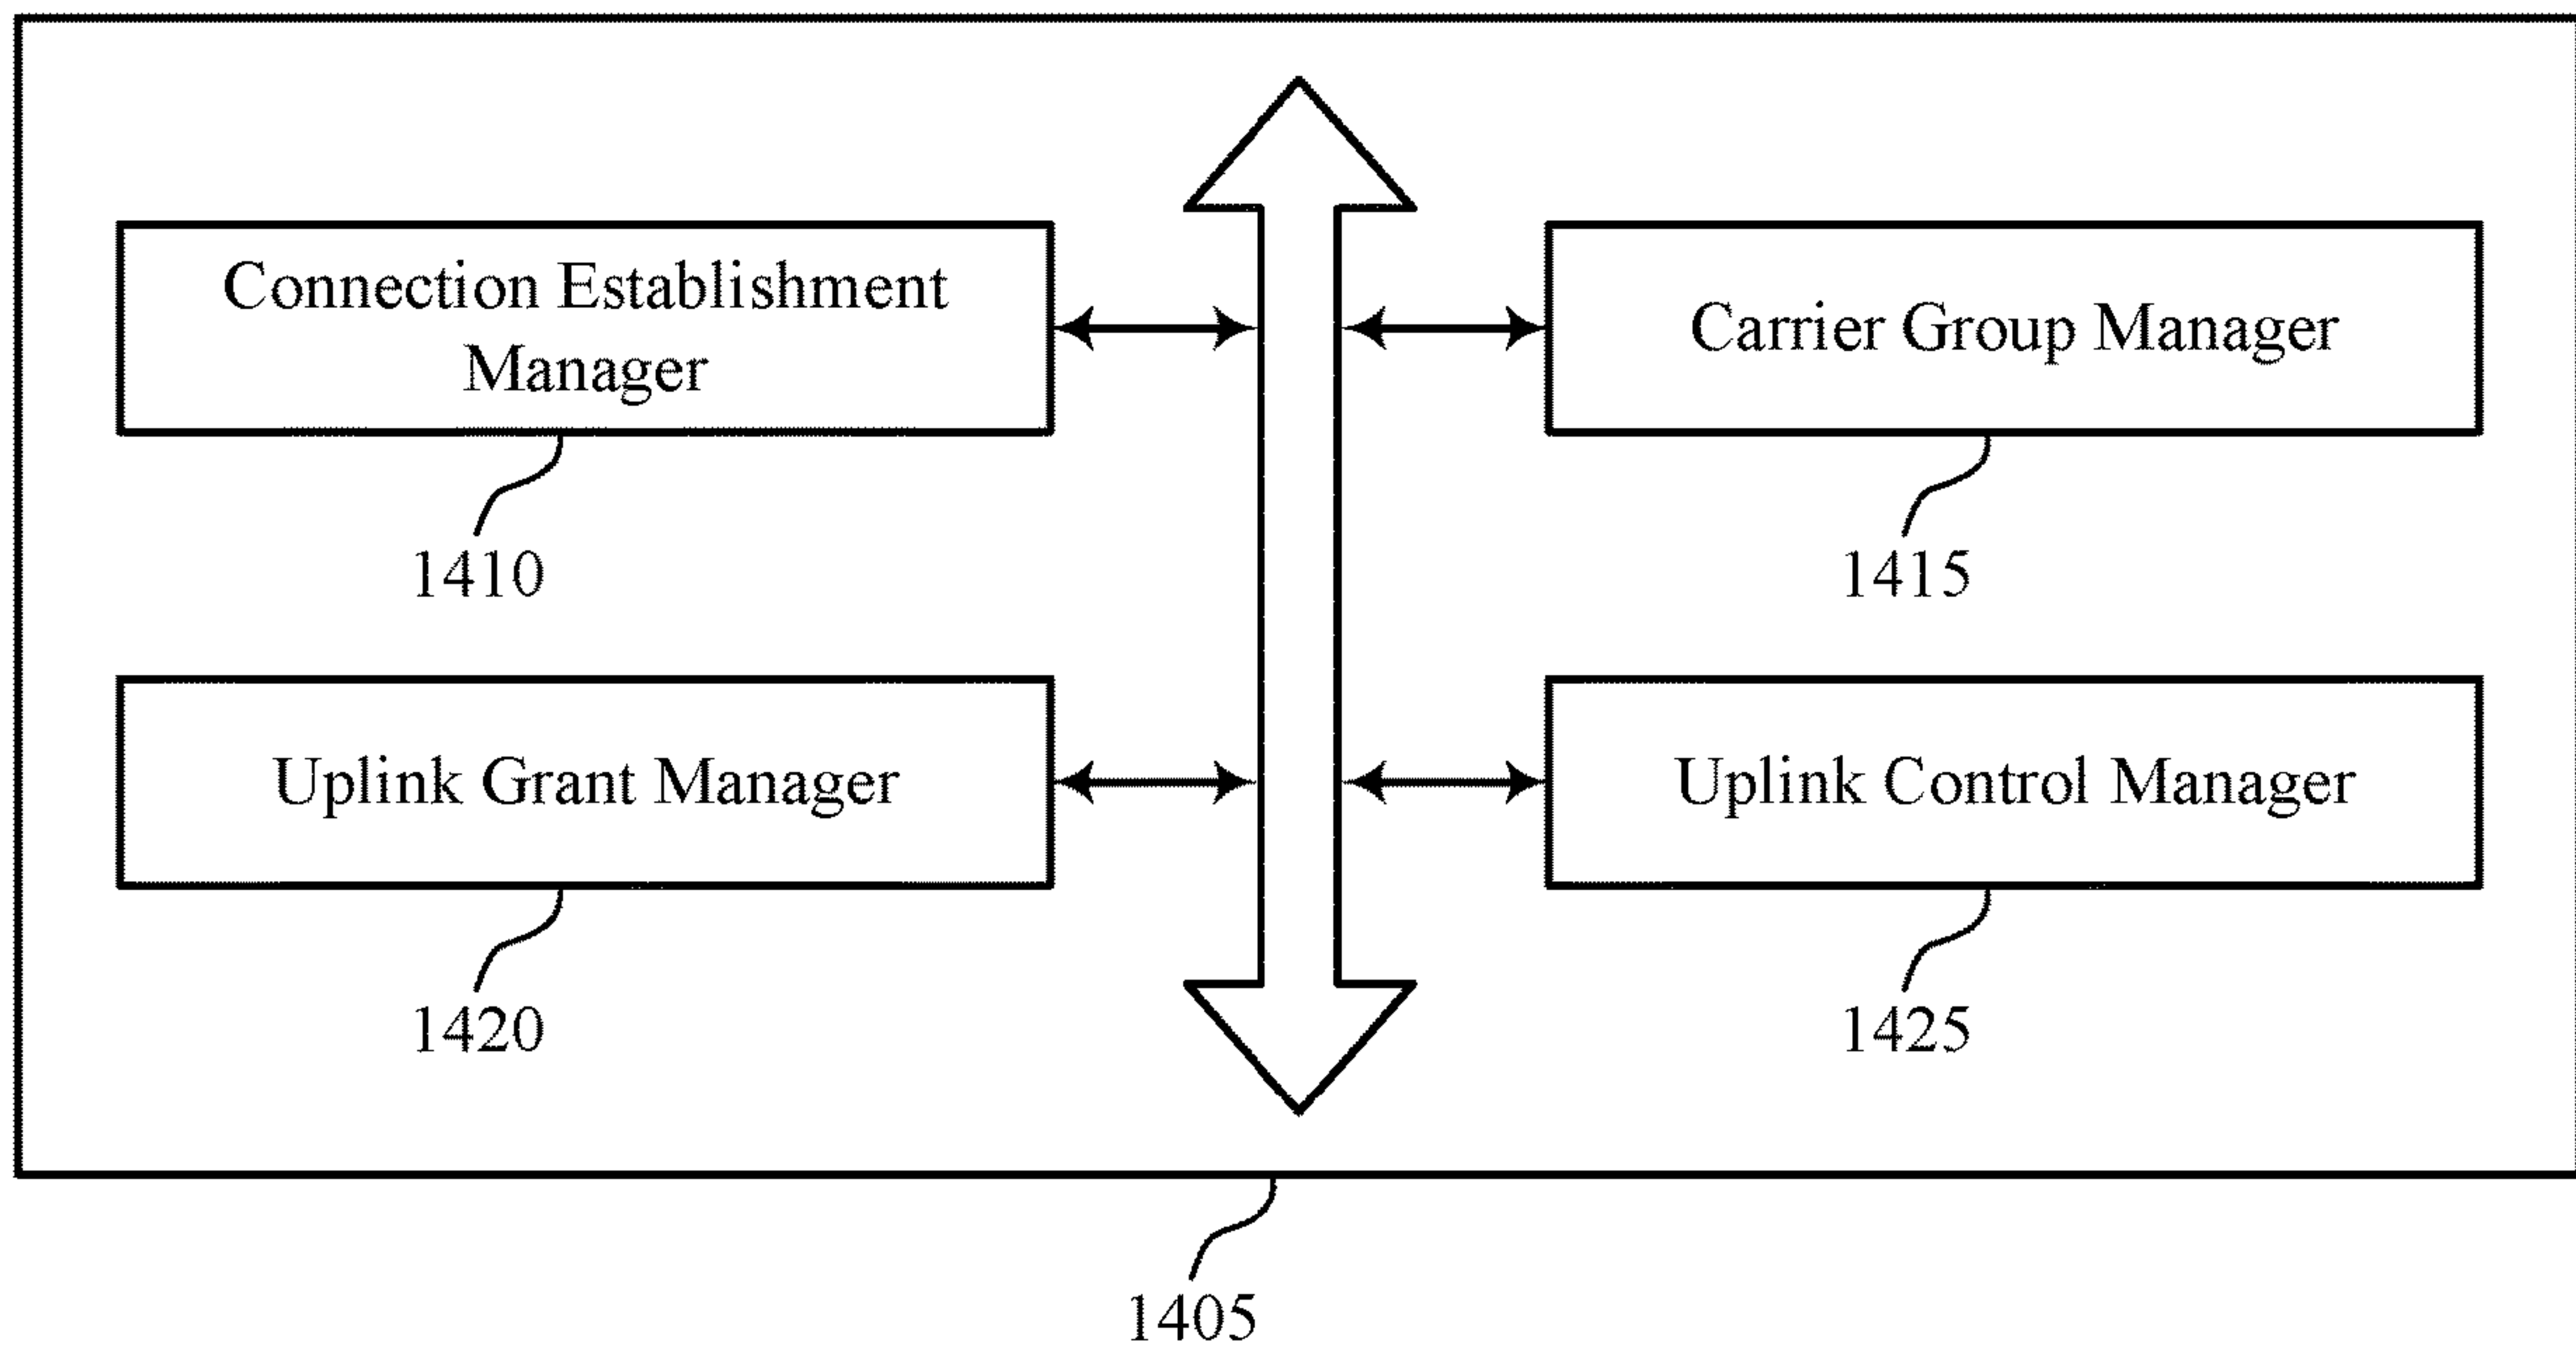 Connection Establishment
Manager
Carrier Group Manager
1410
1415
Uplink Grant Manager
Uplink Control Manager
1420
1425
1405